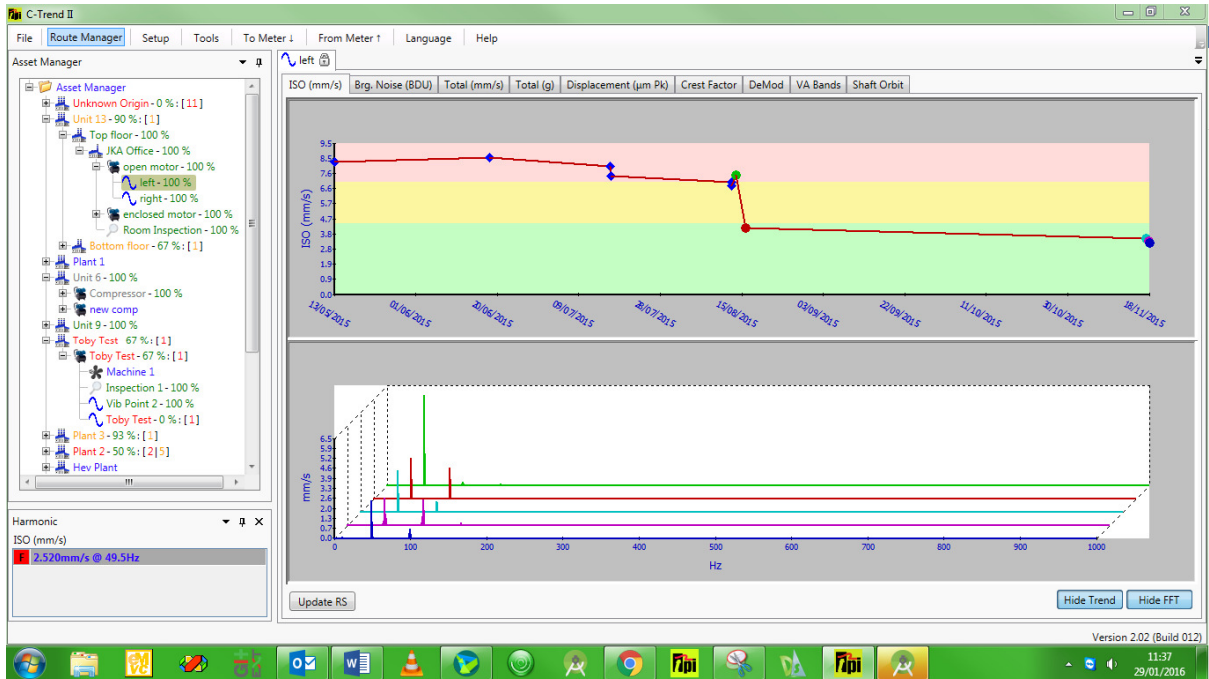 C-Trend II
File Route Manager Setup Tools To Meter ↓ From Meter ↑ Language Help
Asset Manager
Asset Manager
Unknown Origin - 0 % : [11]
Unit 13 - 90 % : [1]
Top floor - 100 %
JKA Office - 100 %
open motor - 100 %
left - 100 %
right - 100 %
enclosed motor - 100 %
Room Inspection - 100 %
Bottom floor - 67 % : [1]
Plant 1
Unit 6 - 100 %
Compressor - 100 %
new comp
Unit 9 - 100 %
Toby Test 67 % : [1]
Toby Test - 67 % : [1]
Machine 1
Inspection 1 - 100 %
Vib Point 2 - 100 %
Toby Test - 0 % : [1]
Plant 3 - 93 % : [1]
Plant 2 - 50 % : [2|5]
Hev Plant
Harmonic
ISO (mm/s)
F 2.520mm/s @ 49.5Hz
left
ISO (mm/s) Brg. Noise (BDU) Total (mm/s) Total (g) Displacement (µm Pk) Crest Factor DeMod VA Bands Shaft Orbit
ISO (mm/s)
9.5
8.5
7.6
6.6
5.7
4.7
3.8
2.8
1.9
0.9
0.0
13/05/2015 01/06/2015 20/06/2015 09/07/2015 28/07/2015 15/08/2015 03/09/2015 22/09/2015 11/10/2015 30/10/2015 18/11/2015
mm/s
6.5
5.9
5.2
4.6
3.9
3.3
2.6
2.0
1.3
0.7
0.0
0 100 200 300 400 500 600 700 800 900 1000
Hz
Update RS Hide Trend Hide FFT
Version 2.02 (Build 012)
11:37
29/01/2016